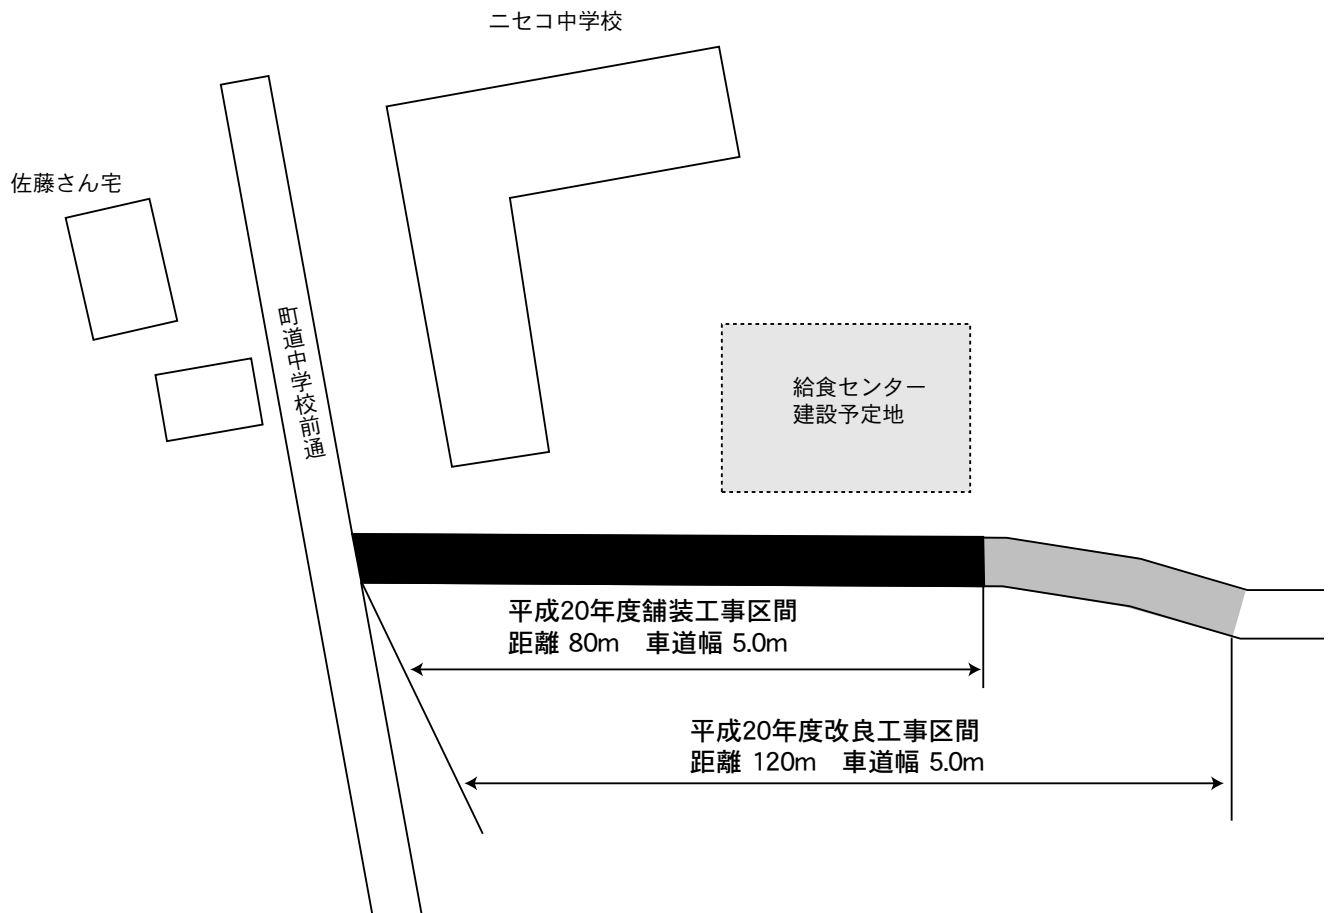 ニセコ中学校
佐藤さん宅
町道中学校前通
給食センター
建設予定地
平成20年度舗装工事区間
距離 80m　車道幅 5.0m
平成20年度改良工事区間
距離 120m　車道幅 5.0m